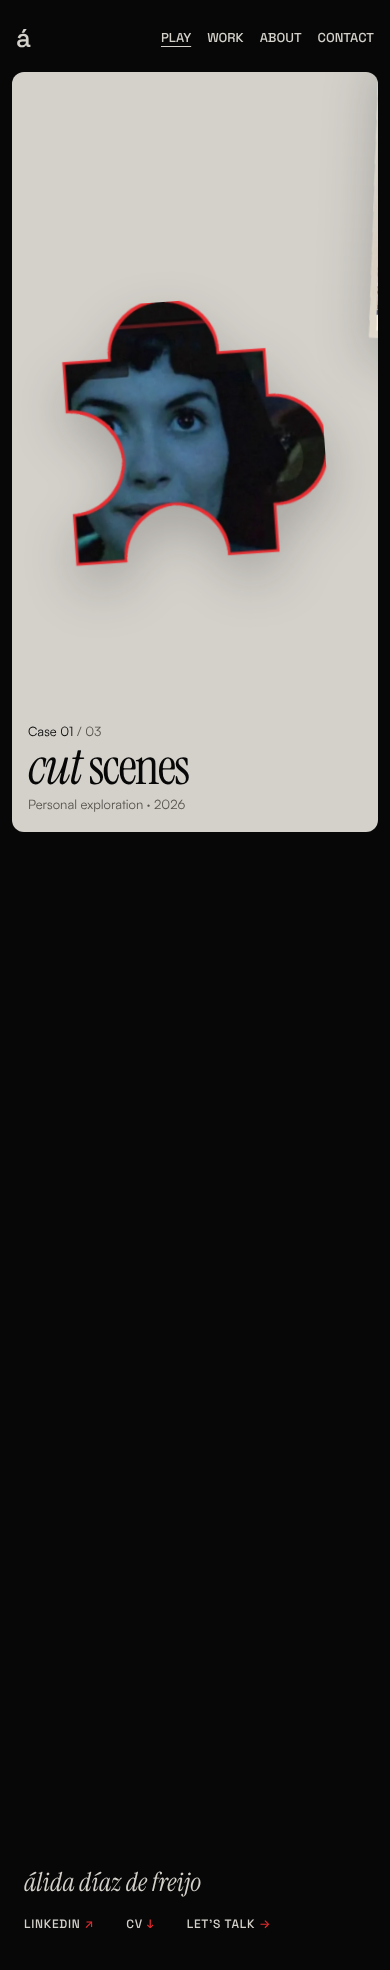 á
PLAY WORK ABOUT CONTACT
Case 01 / 03
cut scenes
Personal exploration • 2026
álida díaz de freijo
LINKEDIN ↗ CV ↓ LET'S TALK →